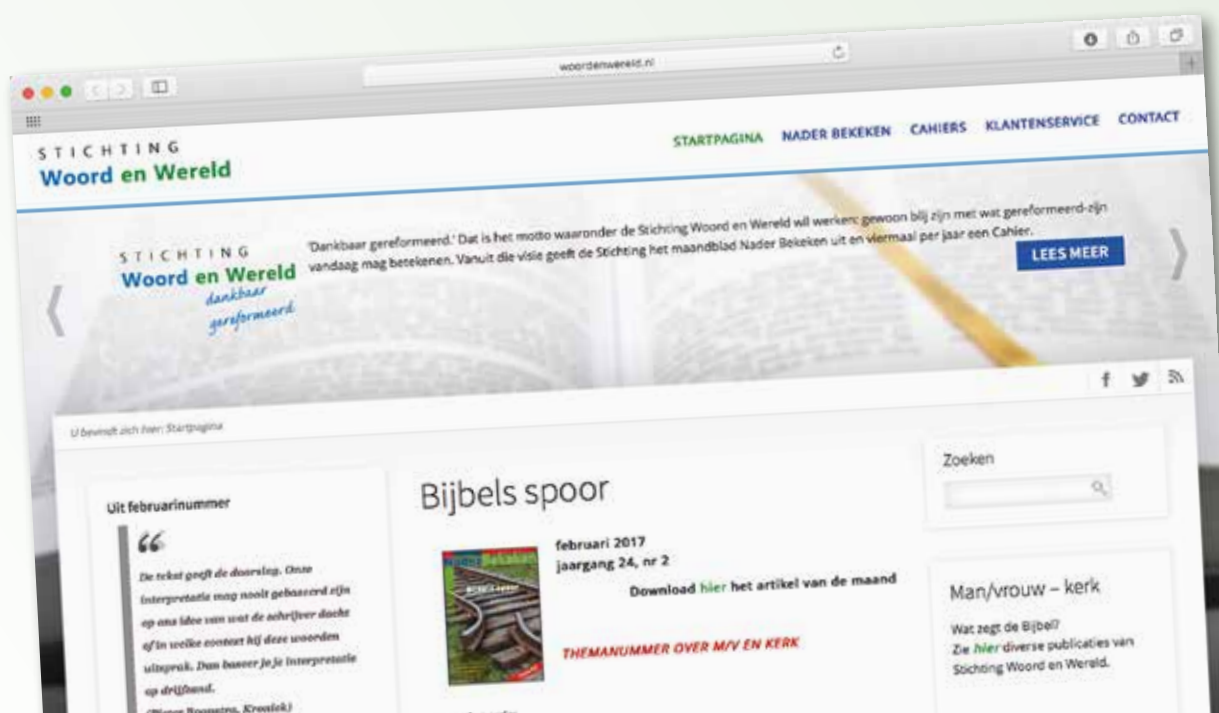 woordenwereld.nl
STICHTING
Woord en Wereld
STARTPAGINA NADER BEKEKEN CAHIERS KLANTENSERVICE CONTACT
STICHTING
Woord en Wereld
dankbaar
gereformeerd
'Dankbaar gereformeerd.' Dat is het motto waaronder de Stichting Woord en Wereld wil werken: gewoon blij zijn met wat gereformeerd-zijn
vandaag mag betekenen. Vanuit die visie geeft de Stichting het maandblad Nader Bekeken uit en viermaal per jaar een Cahier.
LEES MEER
U bevindt zich hier: Startpagina
Uit februarinummer
De tekst geeft de doorslag. Onze
interpretatie mag nooit gebaseerd zijn
op ons idee van wat de schrijver dacht
of in welke context hij deze woorden
uitsprak. Dan baseer je je interpretatie
op drijfzand.
Kroniek)
Bijbels spoor
februari 2017
jaargang 24, nr 2
Download hier het artikel van de maand
THEMANUMMER OVER M/V EN KERK
Zoeken
Man/vrouw – kerk
Wat zegt de Bijbel?
Zie hier diverse publicaties van
Stichting Woord en Wereld.